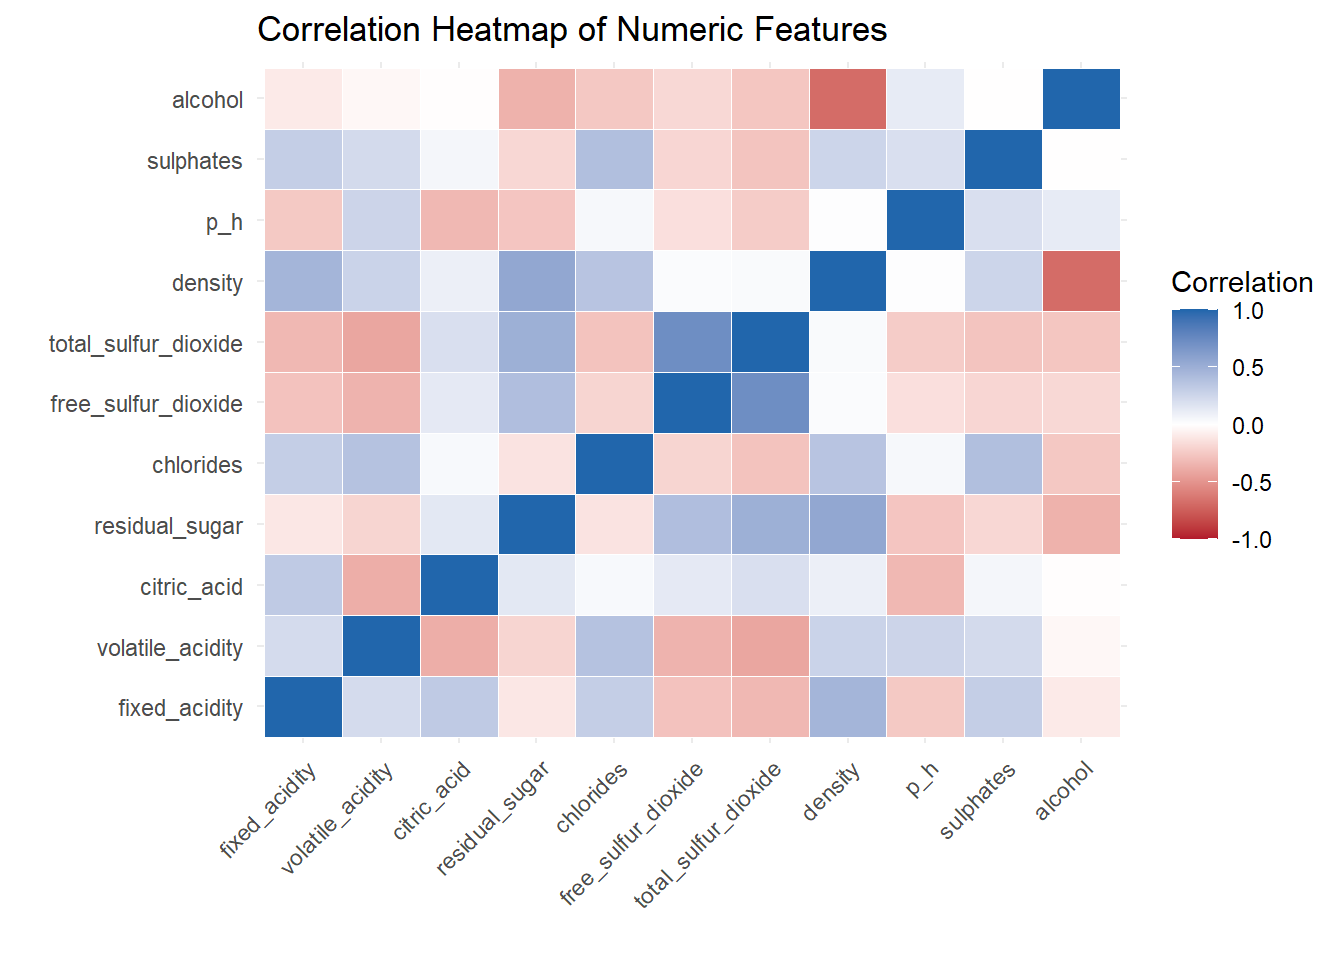 Correlation Heatmap of Numeric Features
alcohol
sulphates
p_h
density
total_sulfur_dioxide
free_sulfur_dioxide
chlorides
residual_sugar
citric_acid
volatile_acidity
fixed_acidity
fixed_acidity
volatile_acidity
citric_acid
residual_sugar
chlorides
free_sulfur_dioxide
total_sulfur_dioxide
density
p_h
sulphates
alcohol
Correlation
1.0
0.5
0.0
-0.5
-1.0